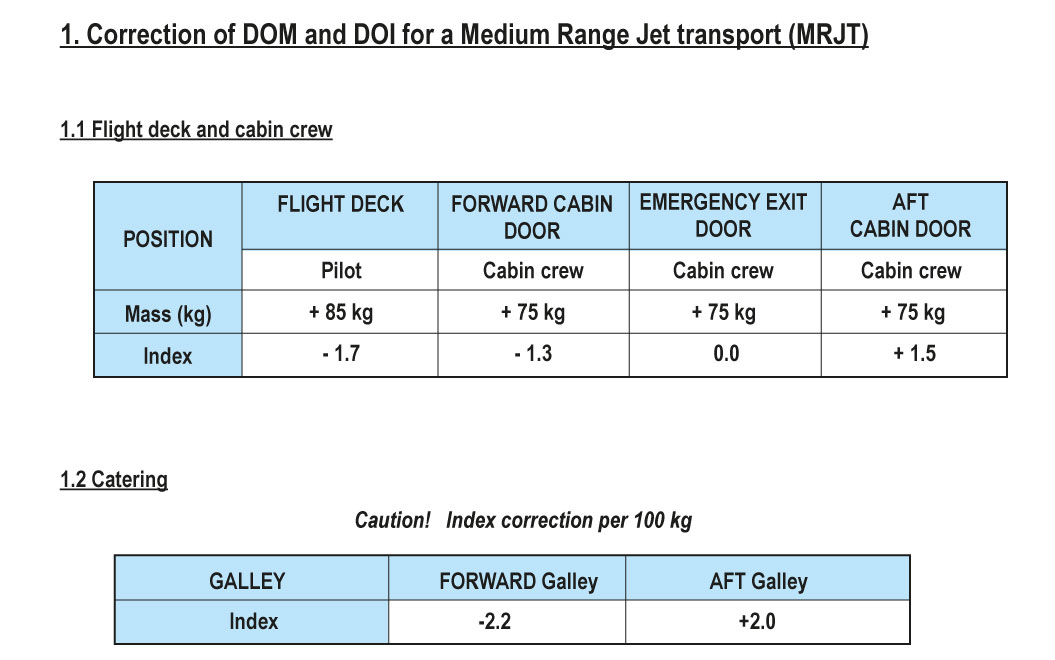 1. Correction of DOM and DOI for a Medium Range Jet transport (MRJT)
1.1 Flight deck and cabin crew
POSITION
FLIGHT DECK
FORWARD CABIN
DOOR
EMERGENCY EXIT
DOOR
AFT
CABIN DOOR
Pilot
Cabin crew
Cabin crew
Cabin crew
Mass (kg)
+ 85 kg
+ 75 kg
+ 75 kg
+ 75 kg
Index
- 1.7
- 1.3
0.0
+ 1.5
1.2 Catering
Caution! Index correction per 100 kg
GALLEY
FORWARD Galley
AFT Galley
Index
-2.2
+2.0